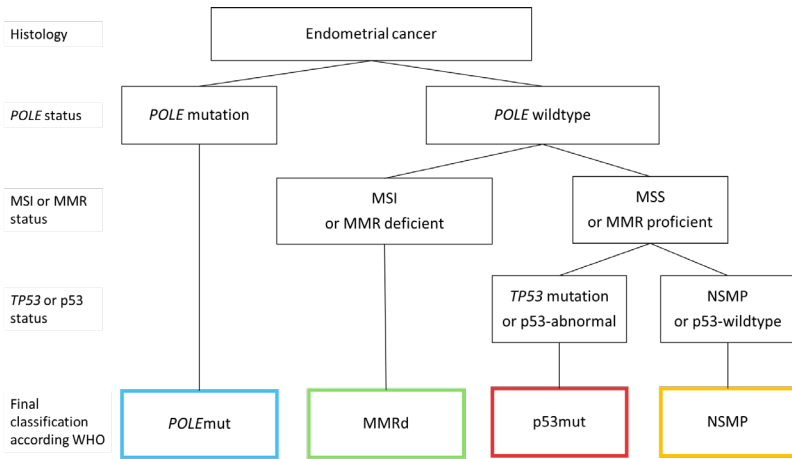 Histology
Endometrial cancer
POLE status
POLE mutation
POLE wildtype
MSI or MMR
status
MSI
or MMR deficient
MSS
or MMR proficient
TP53 or p53
status
TP53 mutation
or p53-abnormal
NSMP
or p53-wildtype
Final
classification
according WHO
POLEmut
MMRd
p53mut
NSMP